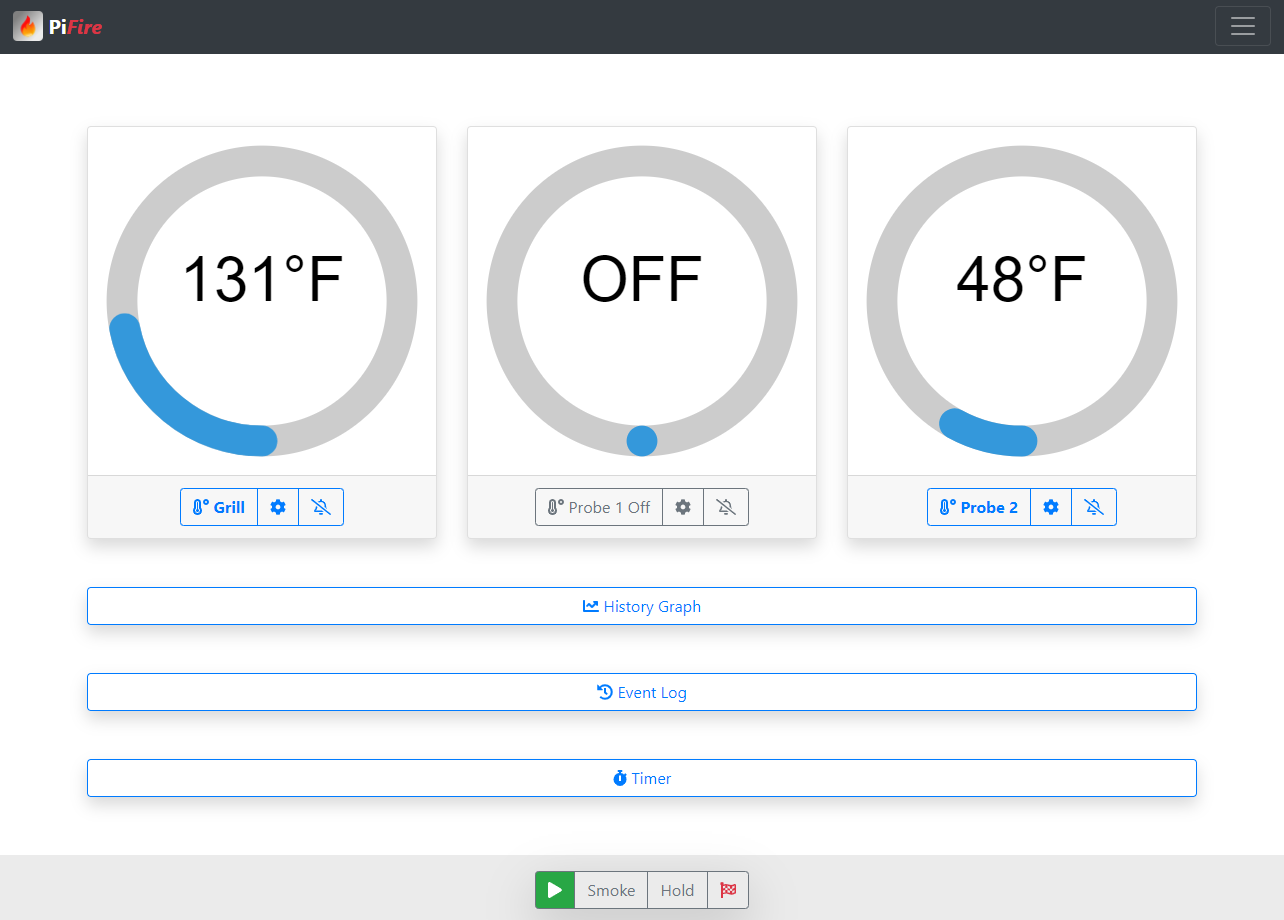 PiFire
131°F
OFF
48°F
Grill
Probe 1 Off
Probe 2
History Graph
Event Log
Timer
Smoke
Hold